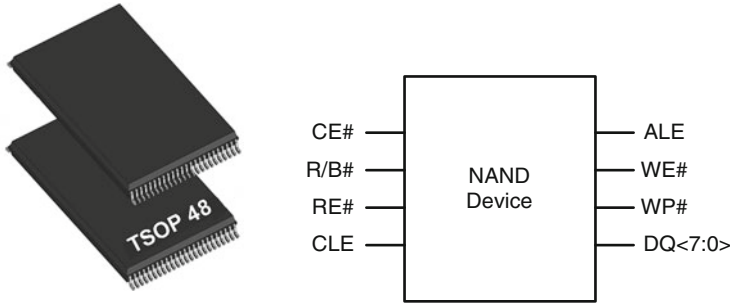 TSOP 48
CE#
R/B#
RE#
CLE
NAND
Device
ALE
WE#
WP#
DQ<7:0>